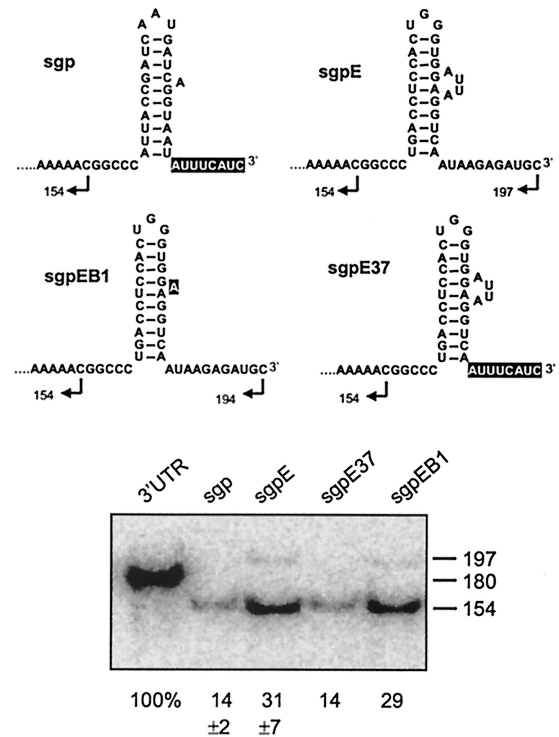 sgp
A
A U
C–G
U–A
A–U
G–C
C–G A
C–G
A–U
U–A
U–A
A–U
.....AAAAACGGCCC AUUUCAUC 3'
154
sgpE
G
U G
C–G
A–U
C–G
C–G A U
U–A A U
C–G
C–G
A–U
G–C
U–A
....AAAAACGGCCC AUAAGAGAUGC 3'
154 197
sgpEB1
G
U G
C–G
A–U
C–G
C–G A
U–A
C–G
C–G
A–U
G–C
U–A
....AAAAACGGCCC AUAAGAGAUGC 3'
154 194
sgpE37
G
U G
C–G
A–U
C–G
C–G A U
U–A A U
C–G
C–G
A–U
G–C
U–A
....AAAAACGGCCC AUUUCAUC 3'
154
3'UTR sgp sgpE sgpE37 sgpEB1
197
180
154
100% 14 31 14 29
±2 ±7